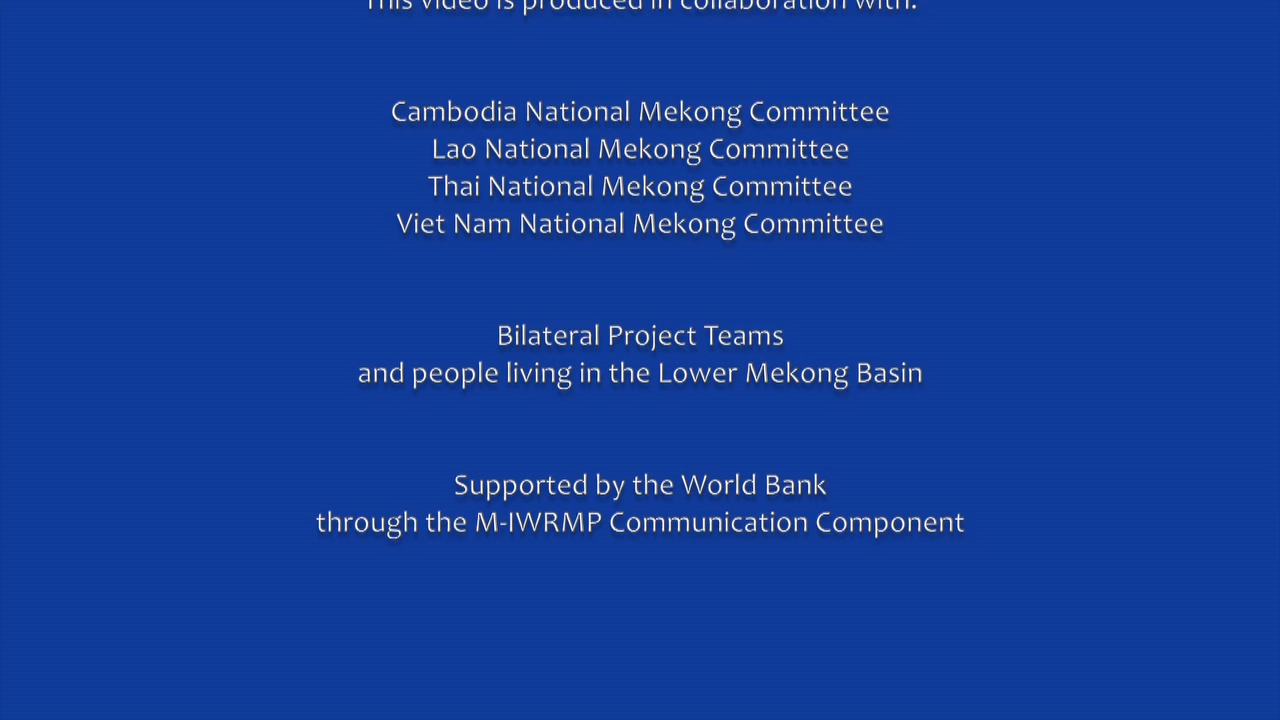 This video is produced in collaboration with:
Cambodia National Mekong Committee
Lao National Mekong Committee
Thai National Mekong Committee
Viet Nam National Mekong Committee
Bilateral Project Teams
and people living in the Lower Mekong Basin
Supported by the World Bank
through the M-IWRMP Communication Component